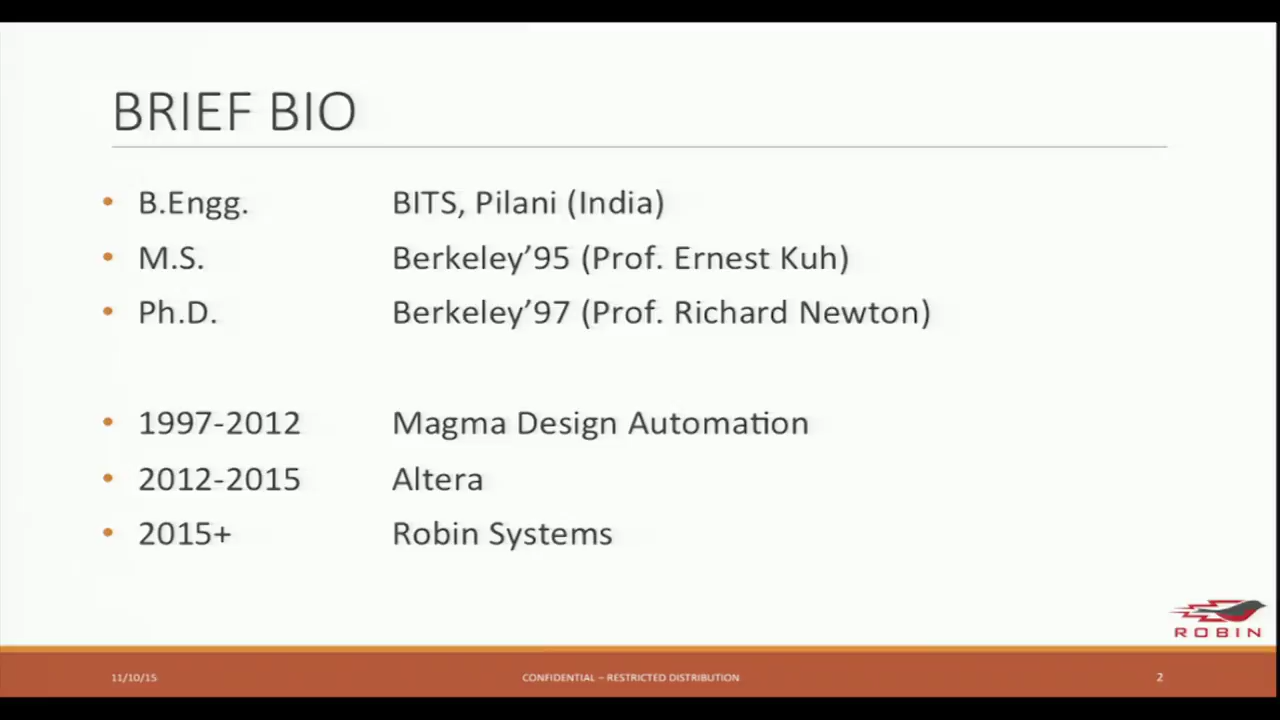 BRIEF BIO
• B.Engg. BITS, Pilani (India)
• M.S. Berkeley’95 (Prof. Ernest Kuh)
• Ph.D. Berkeley’97 (Prof. Richard Newton)
• 1997-2012 Magma Design Automation
• 2012-2015 Altera
• 2015+ Robin Systems
ROBIN
11/10/15 CONFIDENTIAL – RESTRICTED DISTRIBUTION 2